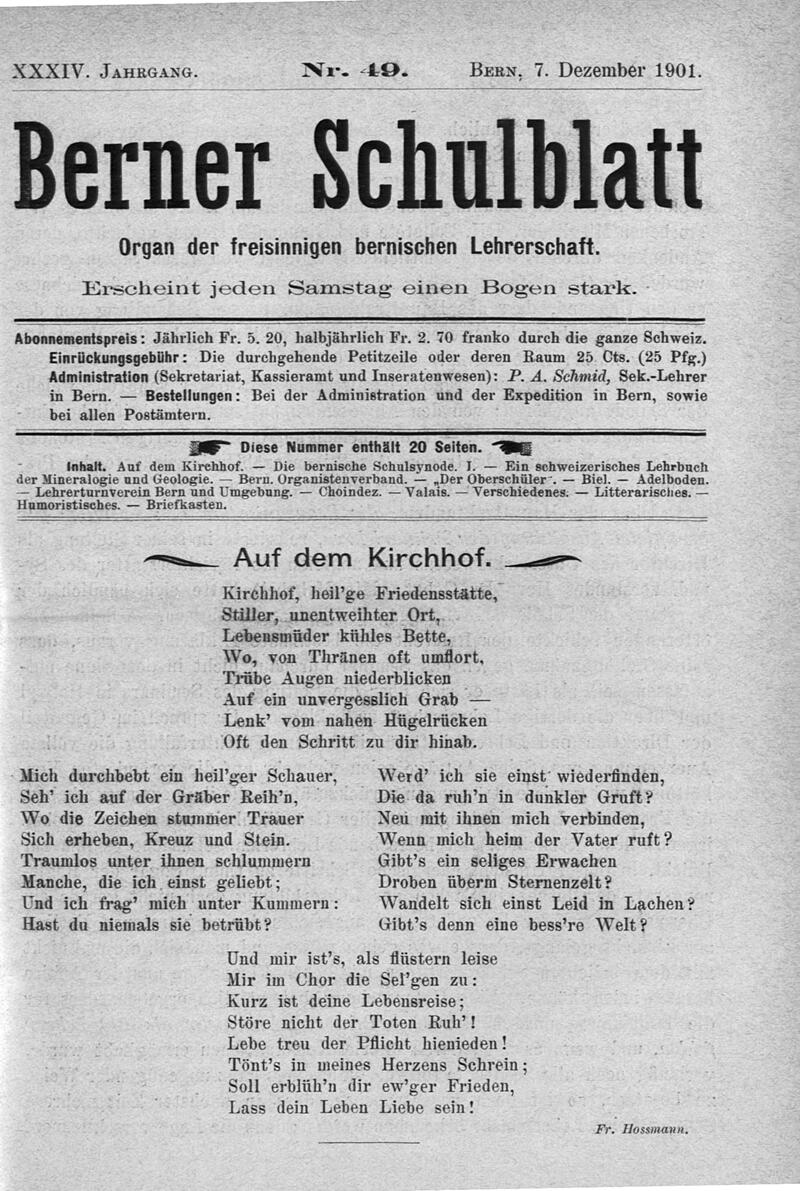 XXXIV. JAHRGANG. Nr. 49. BERN, 7. Dezember 1901.
Berner Schulblatt
Organ der freisinnigen bernischen Lehrerschaft.
Erscheint jeden Samstag einen Bogen stark.
Abonnementspreis: Jährlich Fr. 5. 20, halbjährlich Fr. 2. 70 franko durch die ganze Schweiz.
Einrückungsgebühr: Die durchgehende Petitzeile oder deren Raum 25 Cts. (25 Pfg.)
Administration (Sekretariat, Kassieramt und Inseratenwesen): P. A. Schmid, Sek.-Lehrer
in Bern. — Bestellungen: Bei der Administration und der Expedition in Bern, sowie
bei allen Postämtern.
Diese Nummer enthält 20 Seiten.
Inhalt. Auf dem Kirchhof. — Die bernische Schulsynode. I. — Ein schweizerisches Lehrbuch
der Mineralogie und Geologie. — Bern. Organistenverband. — „Der Oberschüler“. — Biel. — Adelboden.
— Lehrerturnverein Bern und Umgebung. — Choindez. — Valais. — Verschiedenes. — Litterarisches. —
Humoristisches. — Briefkasten.
Auf dem Kirchhof.
Kirchhof, heil'ge Friedensstätte,
Stiller, unentweihter Ort,
Lebensmüder kühles Bette,
Wo, von Thränen oft umflort,
Trübe Augen niederblicken
Auf ein unvergesslich Grab —
Lenk' vom nahen Hügelrücken
Oft den Schritt zu dir hinab.
Mich durchbebt ein heil'ger Schauer,
Seh' ich auf der Gräber Reih'n,
Wo die Zeichen stummer Trauer
Sich erheben, Kreuz und Stein.
Traumlos unter ihnen schlummern
Manche, die ich einst geliebt;
Und ich frag' mich unter Kummern:
Hast du niemals sie betrübt?
Werd' ich sie einst wiederfinden,
Die da ruh'n in dunkler Gruft?
Neu mit ihnen mich verbinden,
Wenn mich heim der Vater ruft?
Gibt's ein seliges Erwachen
Droben überm Sternenzelt?
Wandelt sich einst Leid in Lachen?
Gibt's denn eine bess're Welt?
Und mir ist's, als flüstern leise
Mir im Chor die Sel'gen zu:
Kurz ist deine Lebensreise;
Störe nicht der Toten Ruh'!
Lebe treu der Pflicht hienieden!
Tönt's in meines Herzens Schrein;
Soll erblüh'n dir ew'ger Frieden,
Lass dein Leben Liebe sein!
Fr. Hossmann.